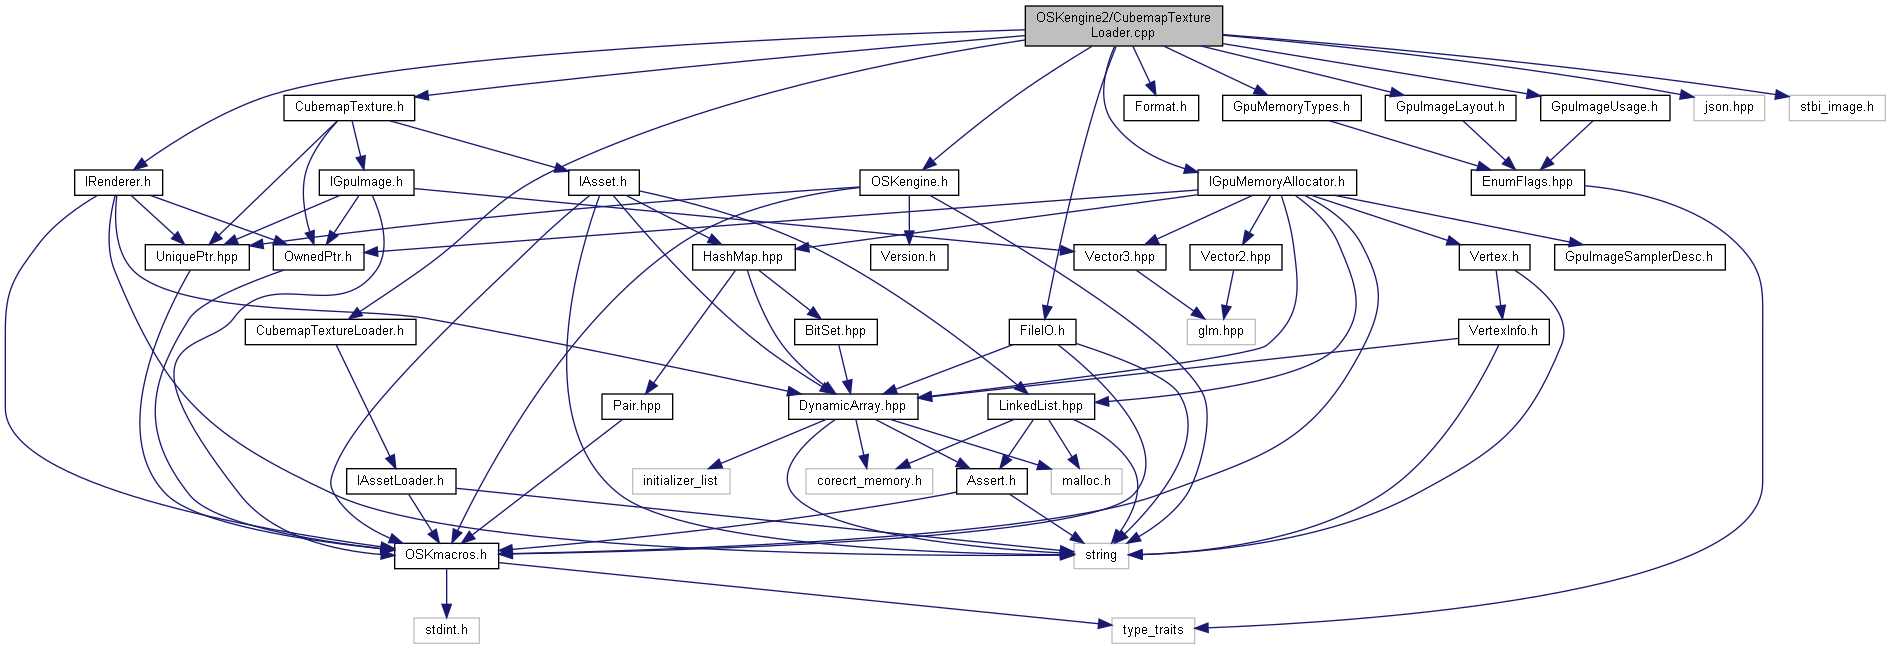 OSKengine2/CubemapTexture
Loader.cpp
CubemapTexture.h
Format.h
GpuMemoryTypes.h
GpuImageLayout.h
GpuImageUsage.h
json.hpp
stbi_image.h
IRenderer.h
IGpuImage.h
IAsset.h
OSKengine.h
IGpuMemoryAllocator.h
EnumFlags.hpp
UniquePtr.hpp
OwnedPtr.h
HashMap.hpp
Version.h
Vector3.hpp
Vector2.hpp
Vertex.h
GpuImageSamplerDesc.h
CubemapTextureLoader.h
BitSet.hpp
FileIO.h
glm.hpp
VertexInfo.h
Pair.hpp
DynamicArray.hpp
LinkedList.hpp
IAssetLoader.h
initializer_list
corecrt_memory.h
Assert.h
malloc.h
OSKmacros.h
string
stdint.h
type_traits